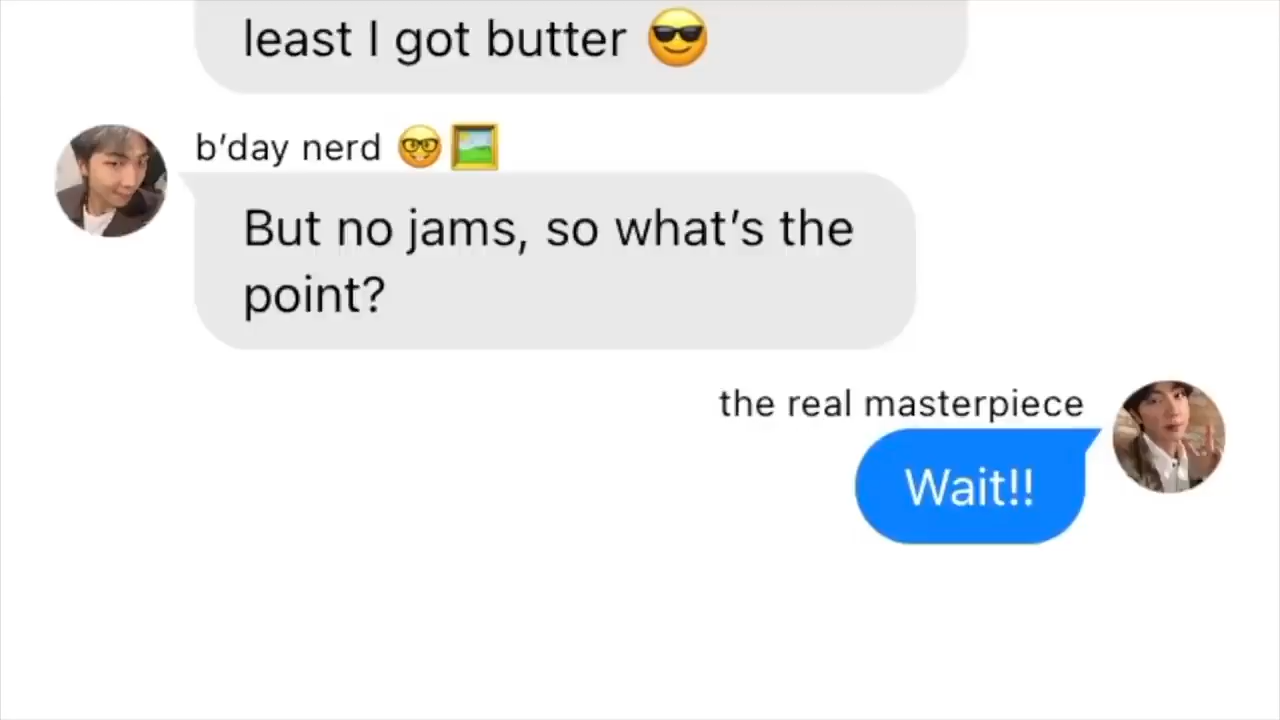 least I got butter 😎
b’day nerd 🤓🖼️
But no jams, so what’s the
point?
the real masterpiece
Wait!!